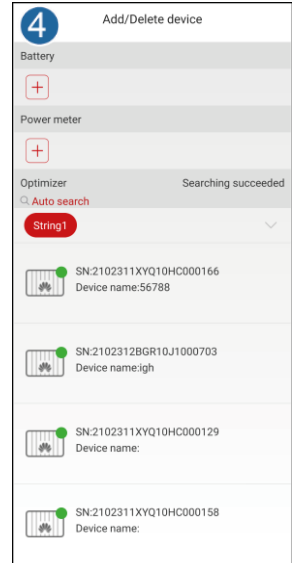 4
Add/Delete device
Battery
+
Power meter
+
Optimizer
Searching succeeded
Auto search
String1
SN:2102311XYQ10HC000166
Device name:56788
SN:2102312BGR10J1000703
Device name:igh
SN:2102311XYQ10HC000129
Device name:
SN:2102311XYQ10HC000158
Device name: